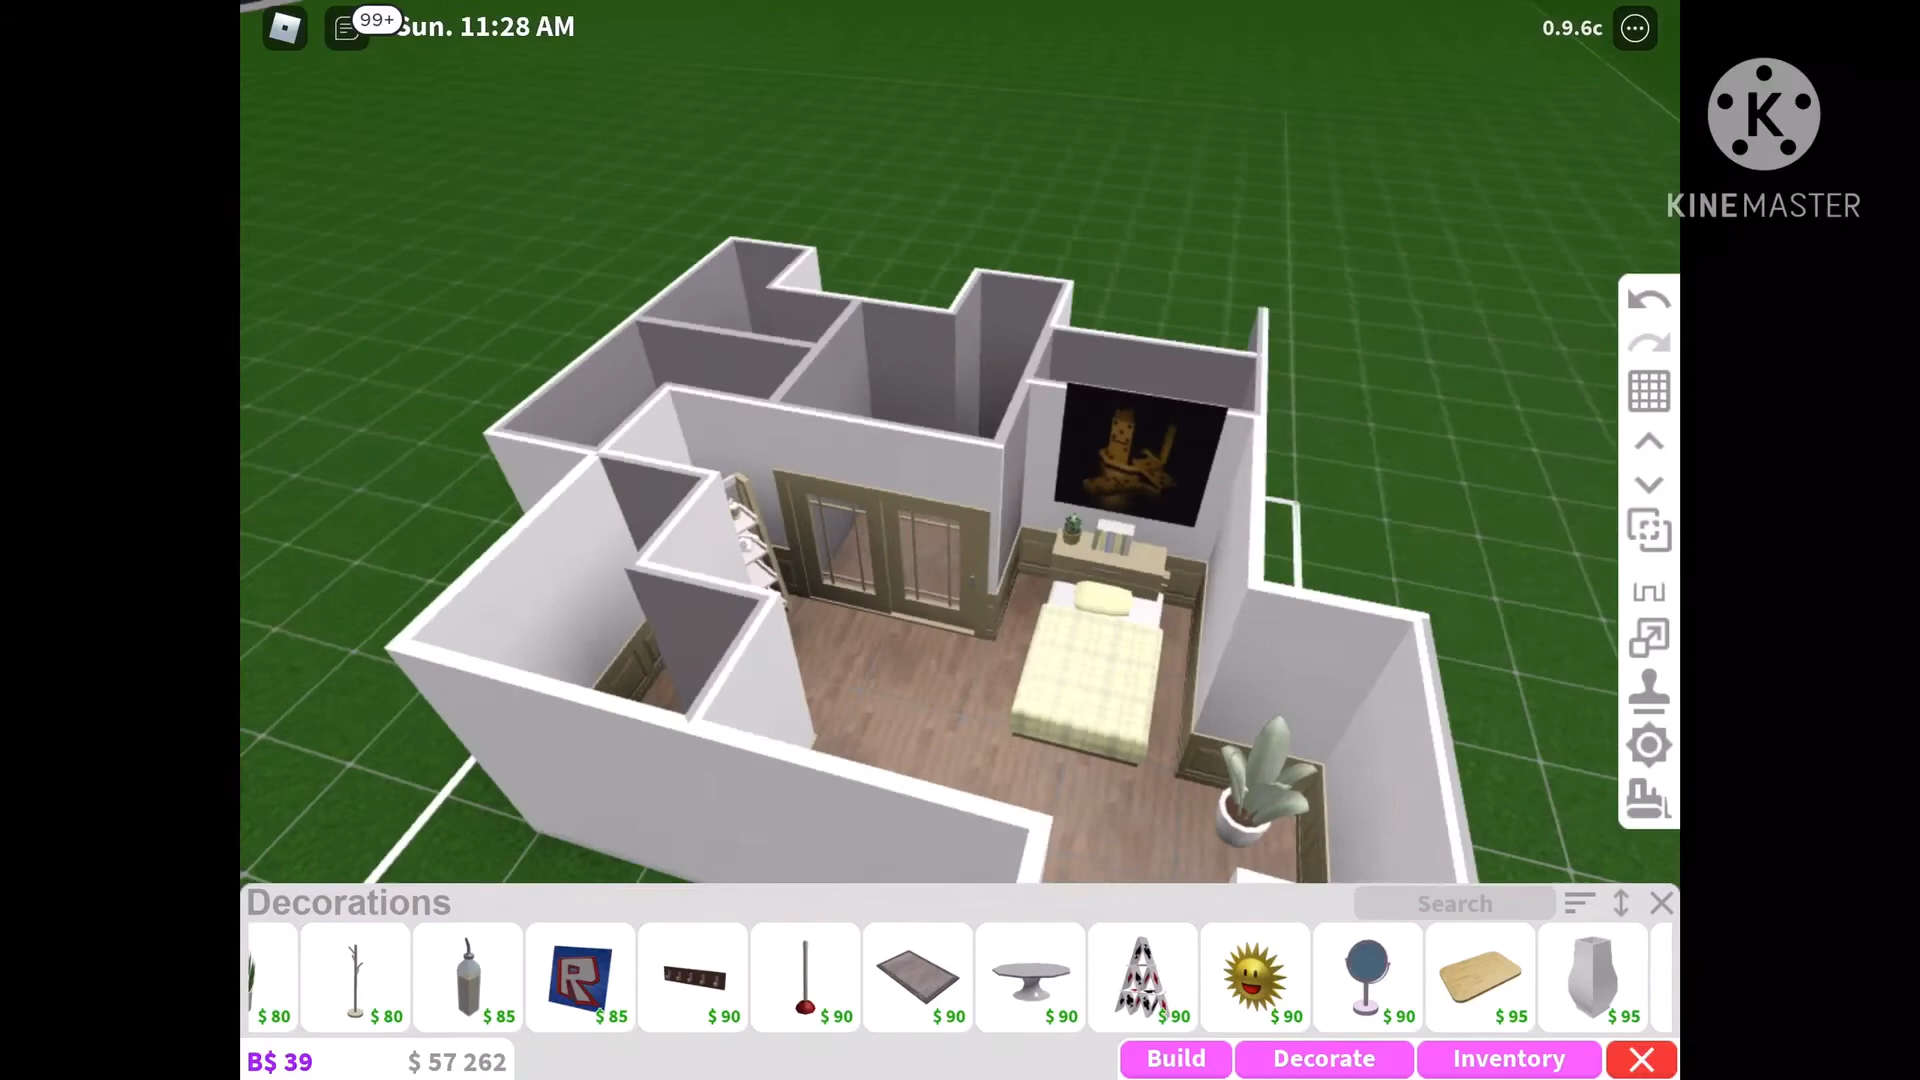 99+
Sun. 11:28 AM
0.9.6c
K
KINEMASTER
Decorations
Search
$ 80
$ 80
$ 85
R
$ 85
$ 90
$ 90
$ 90
$ 90
$ 90
$ 90
$ 90
$ 95
$ 95
B$ 39
$ 57 262
Build
Decorate
Inventory